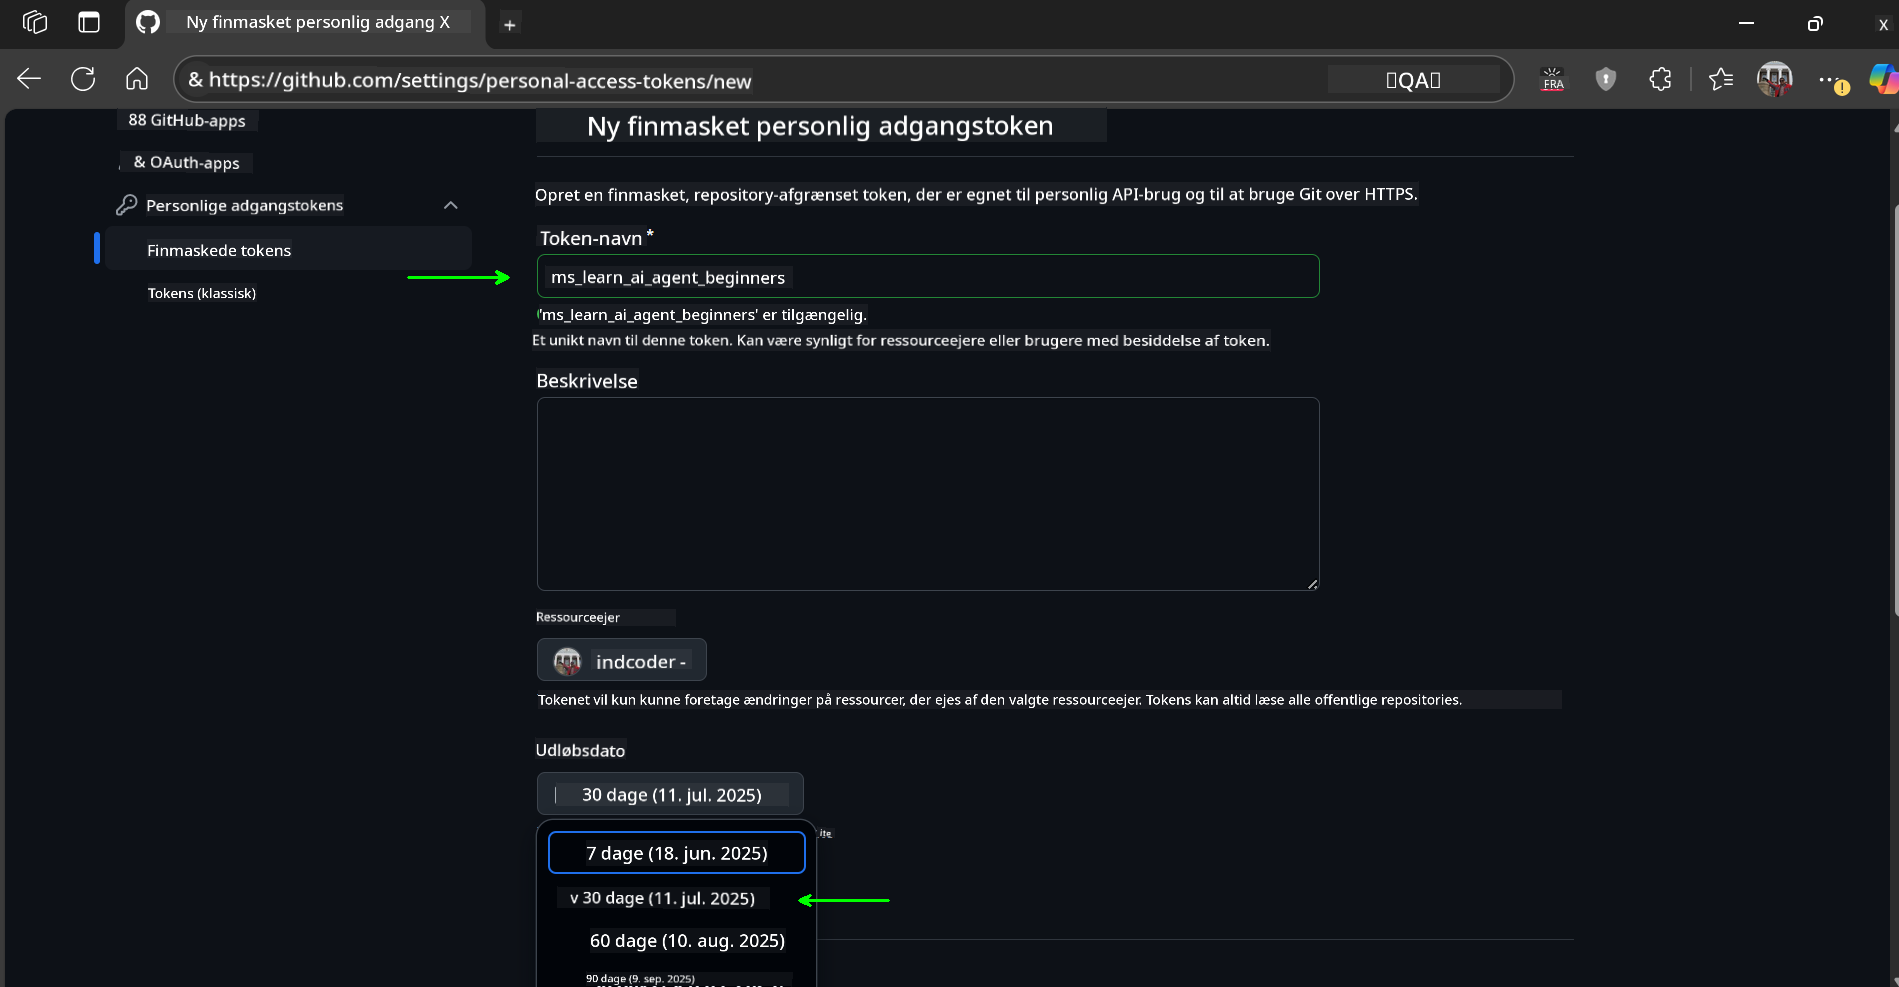 Ny finmasket personlig adgang X
+
X
& https://github.com/settings/personal-access-tokens/new
QA
FRA
88 GitHub-apps
& OAuth-apps
Personlige adgangstokens
Finmaskede tokens
Tokens (klassisk)
Ny finmasket personlig adgangstoken
Opret en finmasket, repository-afgrænset token, der er egnet til personlig API-brug og til at bruge Git over HTTPS.
Token-navn *
ms_learn_ai_agent_beginners
'ms_learn_ai_agent_beginners' er tilgængelig.
Et unikt navn til denne token. Kan være synligt for ressourceejere eller brugere med besiddelse af token.
Beskrivelse
Ressourceejer
indcoder -
Tokenet vil kun kunne foretage ændringer på ressourcer, der ejes af den valgte ressourceejer. Tokens kan altid læse alle offentlige repositories.
Udløbsdato
30 dage (11. jul. 2025)
7 dage (18. jun. 2025)
v 30 dage (11. jul. 2025)
60 dage (10. aug. 2025)
90 dage (9. sep. 2025)